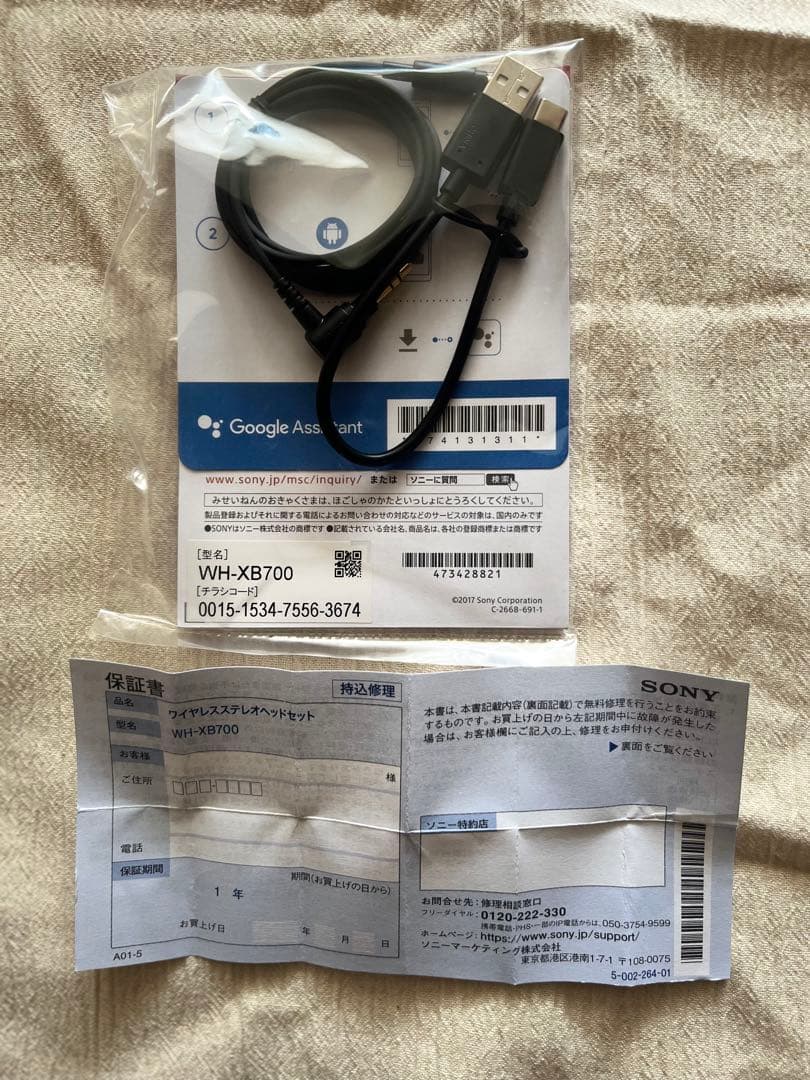 1
2
SONY
Google Assistant
74131311*
www.sony.jp/msc/inquiry/ または ソニーに質問 検索
みせいねんのおきゃくさまは、ほごしゃのかたといっしょにとうろくしてください。
製品登録およびそれに関する電話によるお問い合わせの対応などのサービスの対象は、国内のみです
●SONYはソニー株式会社の商標です ●記載されている会社名、商品名は、各社の登録商標または商標です
[型名]
WH-XB700
[チラシコード]
0015-1534-7556-3674
473428821
©2017 Sony Corporation
C-2668-691-1
保証書
持込修理
品名
ワイヤレスステレオヘッドセット
型名
WH-XB700
お客様
様
ご住所
電話
保証期間
期間(お買上げの日から)
1 年
お買上げ日 年 月 日
A01-5
SONY
本書は、本書記載内容(裏面記載)で無料修理を行うことをお約束
するものです。お買上げの日から左記期間中に故障が発生した
場合は、お客様欄にご記入の上、修理をお申付けください。
▶裏面をご覧ください
ソニー特約店
お問合せ先:修理相談窓口
フリーダイヤル:0120-222-330
携帯電話・PHS・一部のIP電話からは、050-3754-9599
ホームページ:https://www.sony.jp/support/
ソニーマーケティング株式会社
東京都港区港南1-7-1 〒108-0075
5-002-264-01